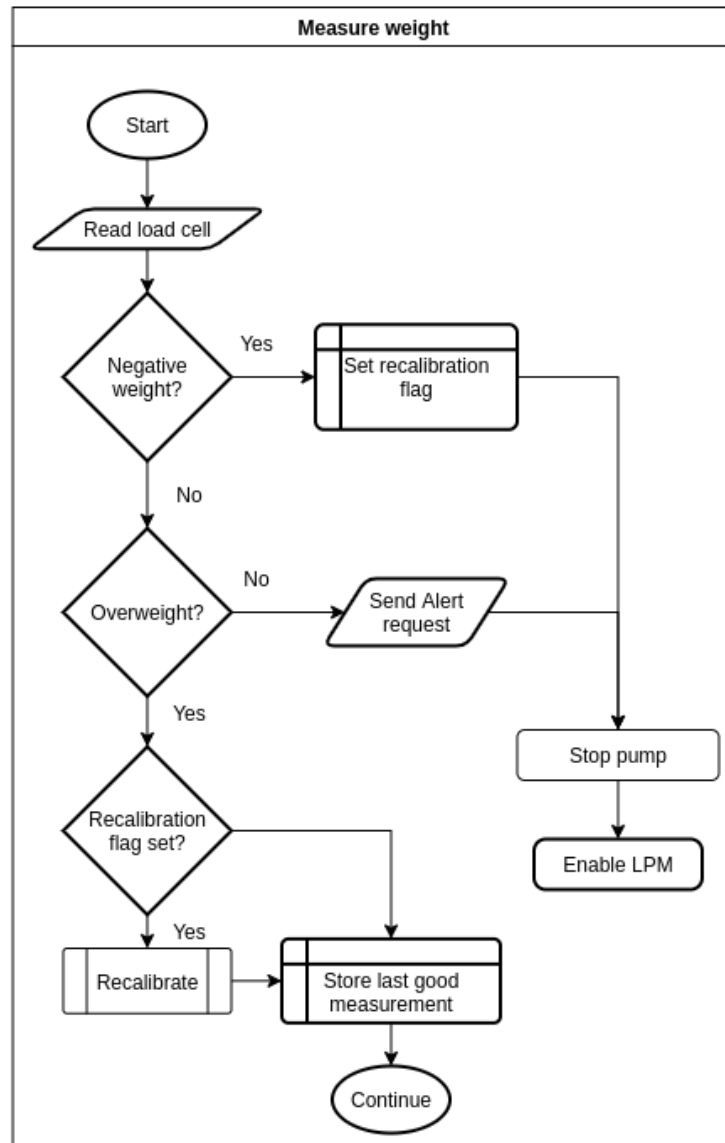 Measure weight
Start
Read load cell
Negative
weight?
Yes
Set recalibration
flag
No
Overweight?
No
Send Alert
request
Yes
Stop pump
Recalibration
flag set?
Enable LPM
Yes
Recalibrate
Store last good
measurement
Continue